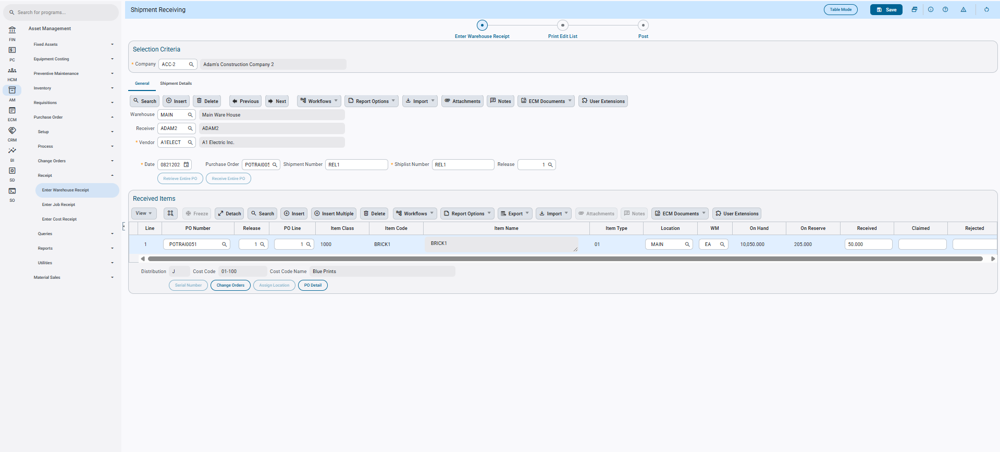 Search for programs...
Shipment Receiving
Table Mode
Save
FIN
PC
HCM
AM
ECM
CRM
BI
SD
SO
Asset Management
Fixed Assets
Equipment Costing
Preventive Maintenance
Inventory
Requisitions
Purchase Order
Setup
Process
Change Orders
Receipt
Enter Warehouse Receipt
Enter Job Receipt
Enter Cost Receipt
Queries
Reports
Utilities
Material Sales
Enter Warehouse Receipt Print Edit List Post
Selection Criteria
* Company ACC-2 Adam's Construction Company 2
General Shipment Details
Search Insert Delete Previous Next Workflows Report Options Import Attachments Notes ECM Documents User Extensions
Warehouse MAIN Main Ware House
Receiver ADAM2 ADAM2
* Vendor A1ELECT A1 Electric Inc.
* Date 0821202 Purchase Order POTRAI005 Shipment Number REL1 * Shiplist Number REL1 Release 1
Retrieve Entire PO Receive Entire PO
Received Items
View Freeze Detach Search Insert Insert Multiple Delete Workflows Report Options Export Import Attachments Notes ECM Documents User Extensions
Line PO Number Release PO Line Item Class Item Code Item Name Item Type Location WM On Hand On Reserve Received Claimed Rejected
1 POTRAI0051 1 1 1000 BRICK1 BRICK1 01 MAIN EA 10,050.000 205.000 50.000
Distribution J Cost Code 01-100 Cost Code Name Blue Prints
Serial Number Change Orders Assign Location PO Detail